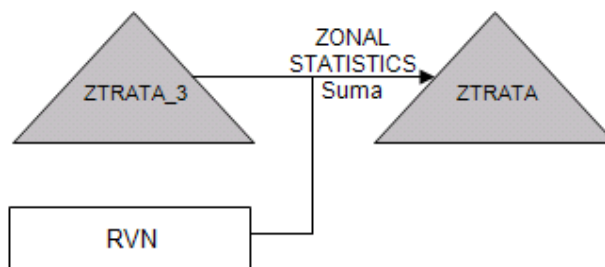 ZONAL
STATISTICS
Suma
ZTRATA_3
ZTRATA
RVN